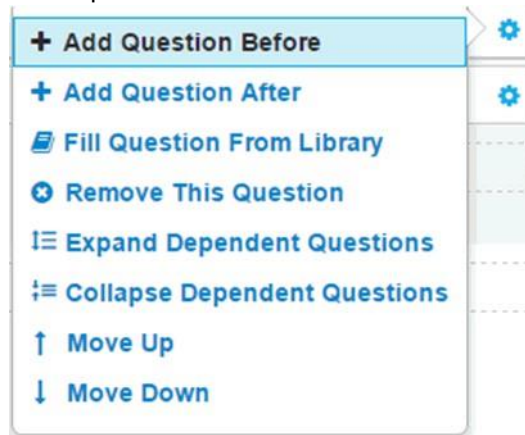 Add Question Before
Add Question After
Fill Question From Library
Remove This Question
Expand Dependent Questions
Collapse Dependent Questions
Move Up
Move Down